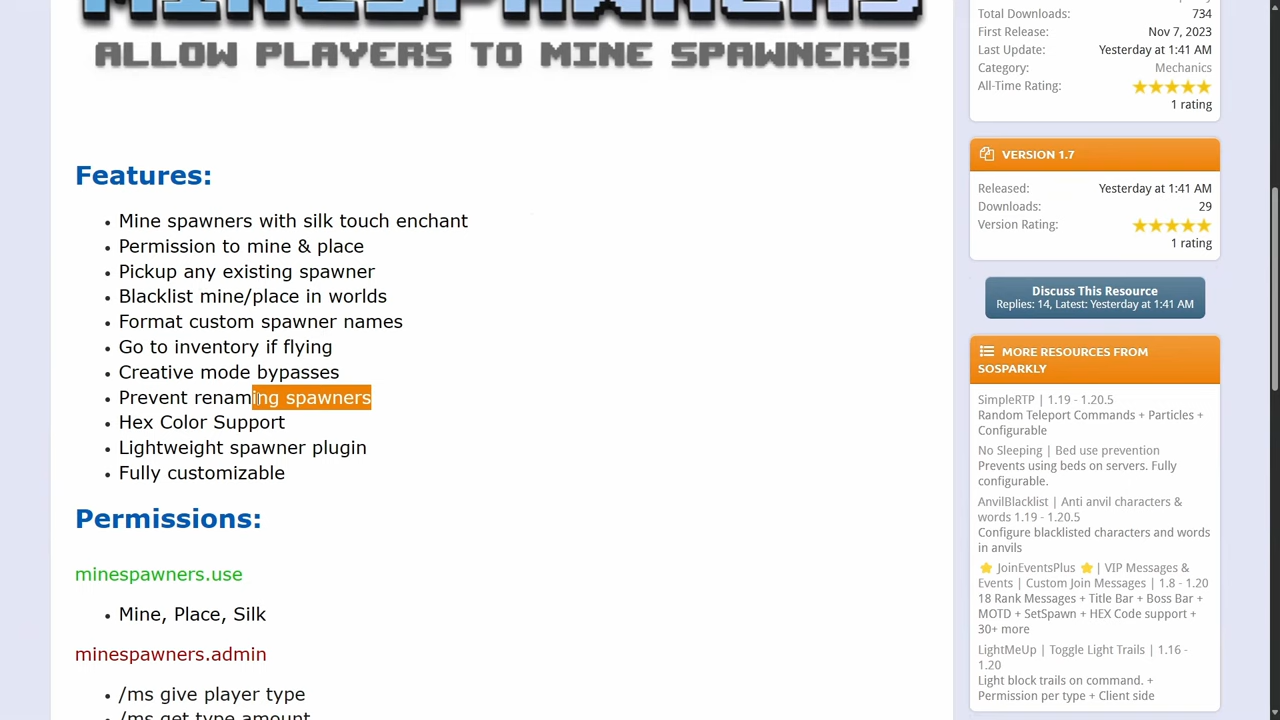 MINESPAWNERS
ALLOW PLAYERS TO MINE SPAWNERS!
Features:
Mine spawners with silk touch enchant
Permission to mine & place
Pickup any existing spawner
Blacklist mine/place in worlds
Format custom spawner names
Go to inventory if flying
Creative mode bypasses
Prevent renaming spawners
Hex Color Support
Lightweight spawner plugin
Fully customizable
Permissions:
minespawners.use
Mine, Place, Silk
minespawners.admin
/ms give player type
/ms get type amount
Total Downloads: 734
First Release: Nov 7, 2023
Last Update: Yesterday at 1:41 AM
Category: Mechanics
All-Time Rating:
1 rating
VERSION 1.7
Released: Yesterday at 1:41 AM
Downloads: 29
Version Rating:
1 rating
Discuss This Resource
Replies: 14, Latest: Yesterday at 1:41 AM
MORE RESOURCES FROM
SOSPARKLY
SimpleRTP | 1.19 - 1.20.5
Random Teleport Commands + Particles +
Configurable
No Sleeping | Bed use prevention
Prevents using beds on servers. Fully
configurable.
AnvilBlacklist | Anti anvil characters &
words 1.19 - 1.20.5
Configure blacklisted characters and words
in anvils
⭐ JoinEventsPlus ⭐ | VIP Messages &
Events | Custom Join Messages | 1.8 - 1.20
18 Rank Messages + Title Bar + Boss Bar +
MOTD + SetSpawn + HEX Code support +
30+ more
LightMeUp | Toggle Light Trails | 1.16 -
1.20
Light block trails on command. +
Permission per type + Client side